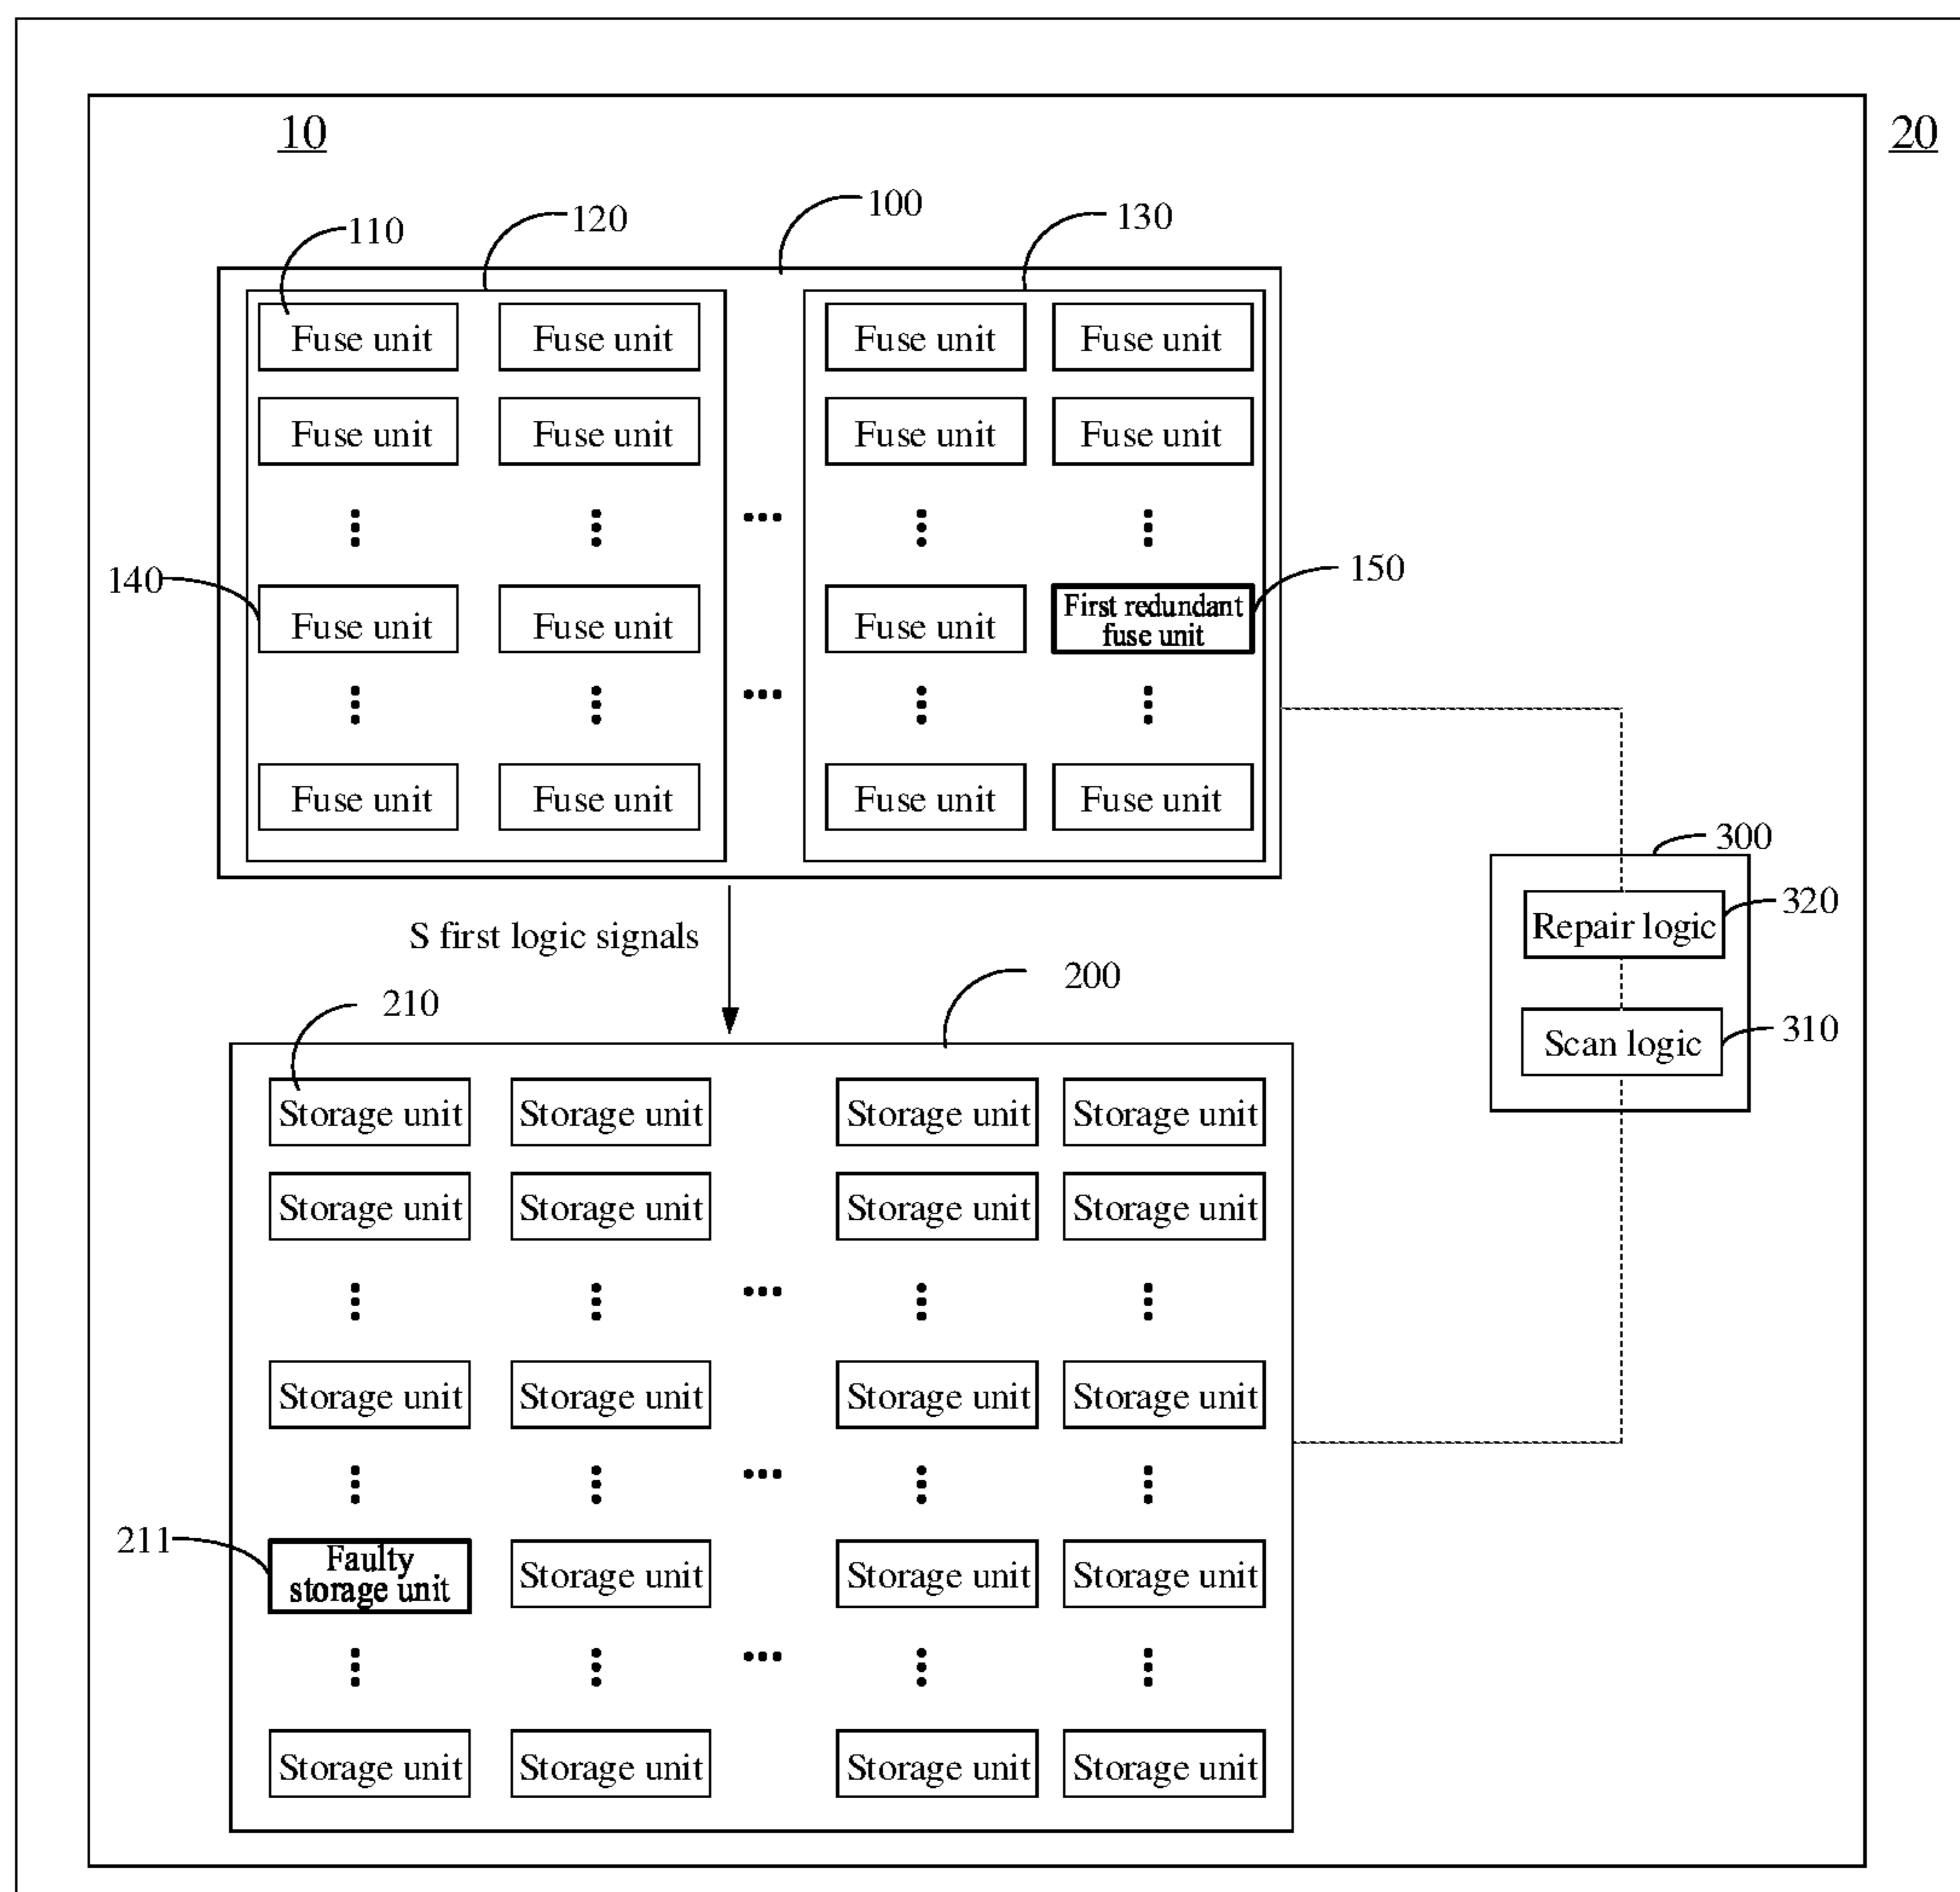 10
20
100
110
120
130
Fuse unit
Fuse unit
Fuse unit
Fuse unit
Fuse unit
Fuse unit
Fuse unit
Fuse unit
140
150
Fuse unit
Fuse unit
Fuse unit
First redundant
fuse unit
Fuse unit
Fuse unit
Fuse unit
Fuse unit
300
320
Repair logic
S first logic signals
200
210
310
Scan logic
Storage unit
Storage unit
Storage unit
Storage unit
Storage unit
Storage unit
Storage unit
Storage unit
Storage unit
Storage unit
Storage unit
Storage unit
211
Faulty
storage unit
Storage unit
Storage unit
Storage unit
Storage unit
Storage unit
Storage unit
Storage unit